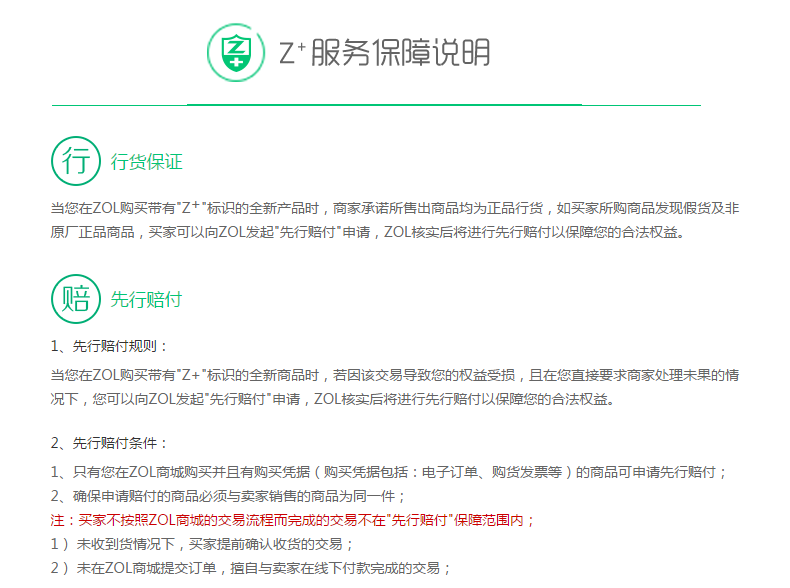 Z
Z⁺服务保障说明
行 行货保证
当您在ZOL购买带有"Z⁺"标识的全新产品时，商家承诺所售出商品均为正品行货，如买家所购商品发现假货及非
原厂正品商品，买家可以向ZOL发起"先行赔付"申请，ZOL核实后将进行先行赔付以保障您的合法权益。
赔 先行赔付
1、先行赔付规则：
当您在ZOL购买带有"Z+"标识的全新商品时，若因该交易导致您的权益受损，且在您直接要求商家处理未果的情
况下，您可以向ZOL发起"先行赔付"申请，ZOL核实后将进行先行赔付以保障您的合法权益。
2、先行赔付条件：
1、只有您在ZOL商城购买并且有购买凭据（购买凭据包括：电子订单、购货发票等）的商品可申请先行赔付；
2、确保申请赔付的商品必须与卖家销售的商品为同一件；
注：买家不按照ZOL商城的交易流程而完成的交易不在"先行赔付"保障范围内；
1 ） 未收到货情况下，买家提前确认收货的交易；
2 ） 未在ZOL商城提交订单，擅自与卖家在线下付款完成的交易；